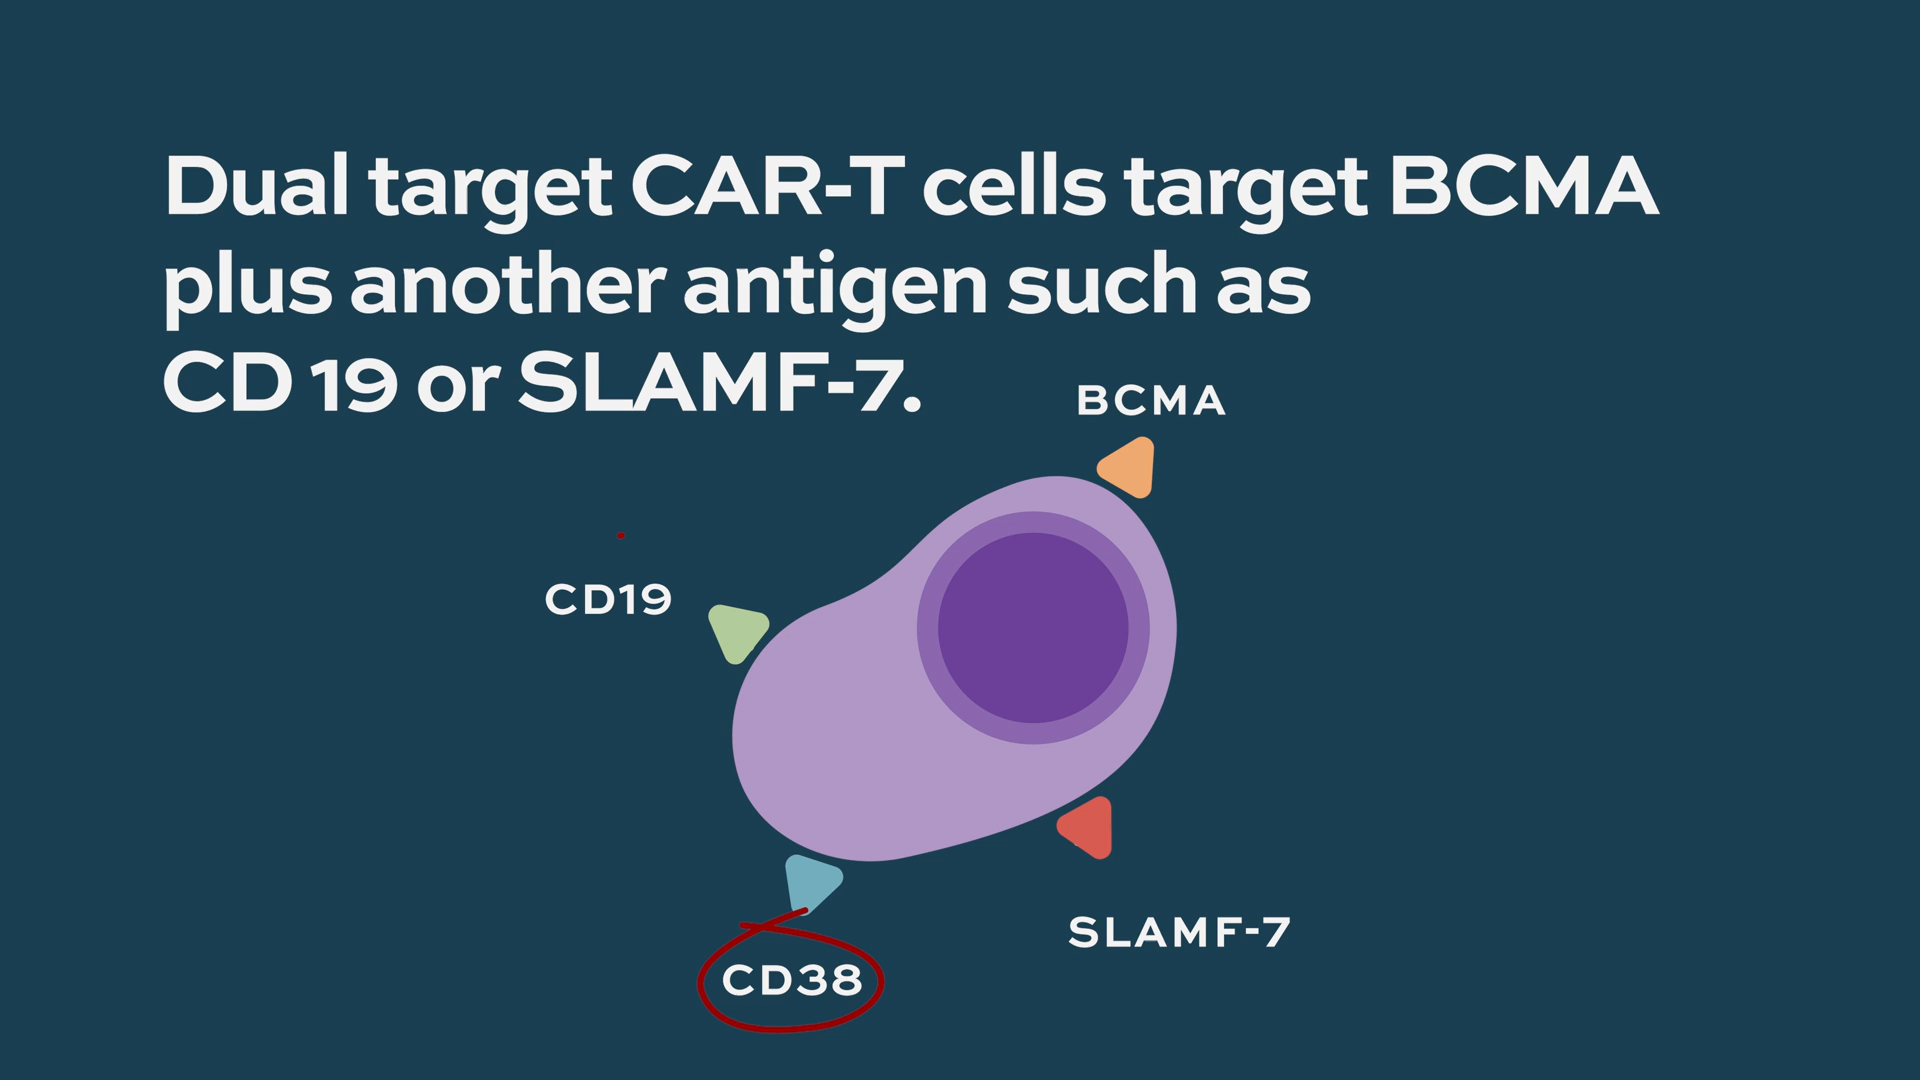 Dual target CAR-T cells target BCMA
plus another antigen such as
CD 19 or SLAMF-7.
BCMA
CD19
SLAMF-7
CD38